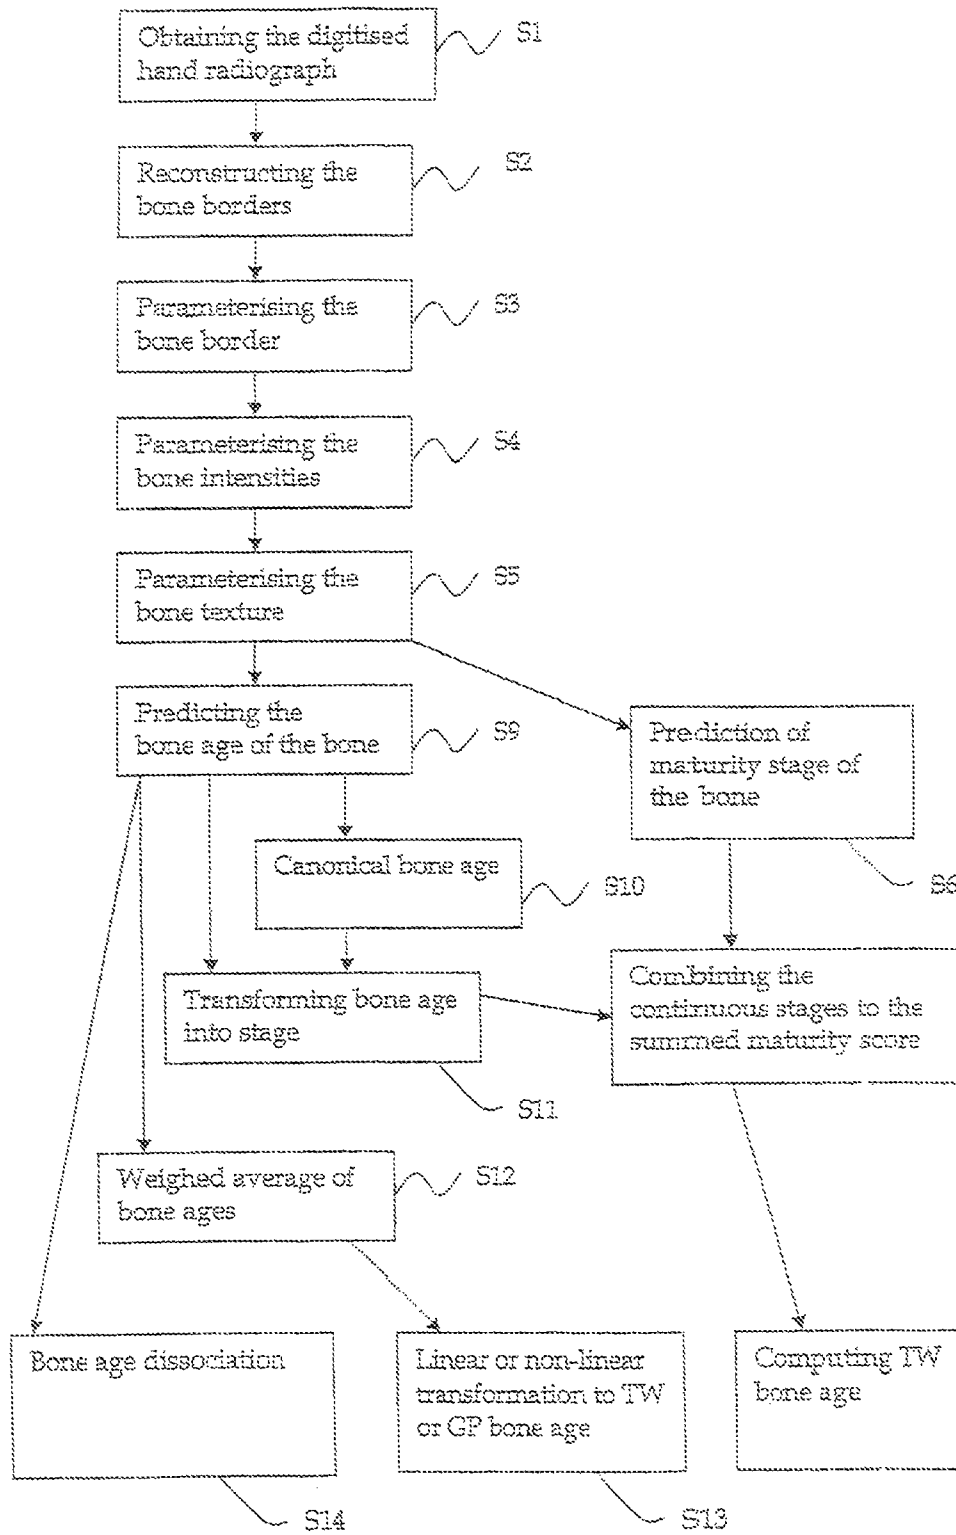 Obtaining the digitised
hand radiograph
S1
Reconstructing the
bone borders
S2
Parameterising the
bone border
S3
Parameterising the
bone intensities
S4
Parameterising the
bone texture
S5
Predicting the
bone age of the bone
S9
Prediction of
maturity stage of
the bone
S6
Canonical bone age
S10
Transforming bone age
into stage
S11
Combining the
continuous stages to the
summed maturity score
Weighed average of
bone ages
S12
Bone age dissociation
S14
Linear or non-linear
transformation to TW
or GP bone age
S13
Computing TW
bone age